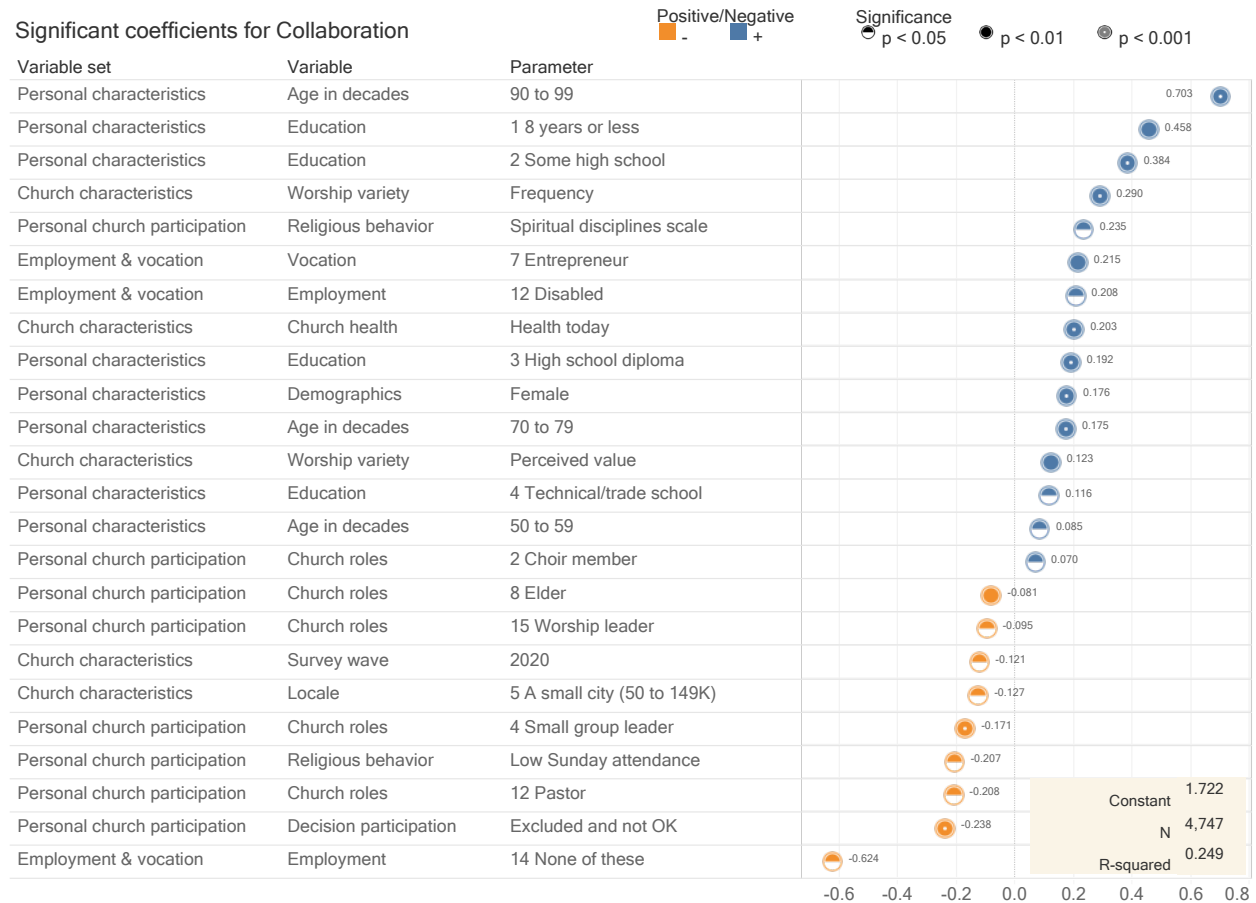 Significant coefficients for Collaboration
Positive/Negative
- +
Significance
p < 0.05 p < 0.01 p < 0.001
Variable set Variable Parameter
Personal characteristics Age in decades 90 to 99 0.703
Personal characteristics Education 1 8 years or less 0.458
Personal characteristics Education 2 Some high school 0.384
Church characteristics Worship variety Frequency 0.290
Personal church participation Religious behavior Spiritual disciplines scale 0.235
Employment & vocation Vocation 7 Entrepreneur 0.215
Employment & vocation Employment 12 Disabled 0.208
Church characteristics Church health Health today 0.203
Personal characteristics Education 3 High school diploma 0.192
Personal characteristics Demographics Female 0.176
Personal characteristics Age in decades 70 to 79 0.175
Church characteristics Worship variety Perceived value 0.123
Personal characteristics Education 4 Technical/trade school 0.116
Personal characteristics Age in decades 50 to 59 0.085
Personal church participation Church roles 2 Choir member 0.070
Personal church participation Church roles 8 Elder -0.081
Personal church participation Church roles 15 Worship leader -0.095
Church characteristics Survey wave 2020 -0.121
Church characteristics Locale 5 A small city (50 to 149K) -0.127
Personal church participation Church roles 4 Small group leader -0.171
Personal church participation Religious behavior Low Sunday attendance -0.207
Personal church participation Church roles 12 Pastor -0.208
Personal church participation Decision participation Excluded and not OK -0.238
Employment & vocation Employment 14 None of these -0.624
Constant 1.722
N 4,747
R-squared 0.249
-0.6 -0.4 -0.2 0.0 0.2 0.4 0.6 0.8